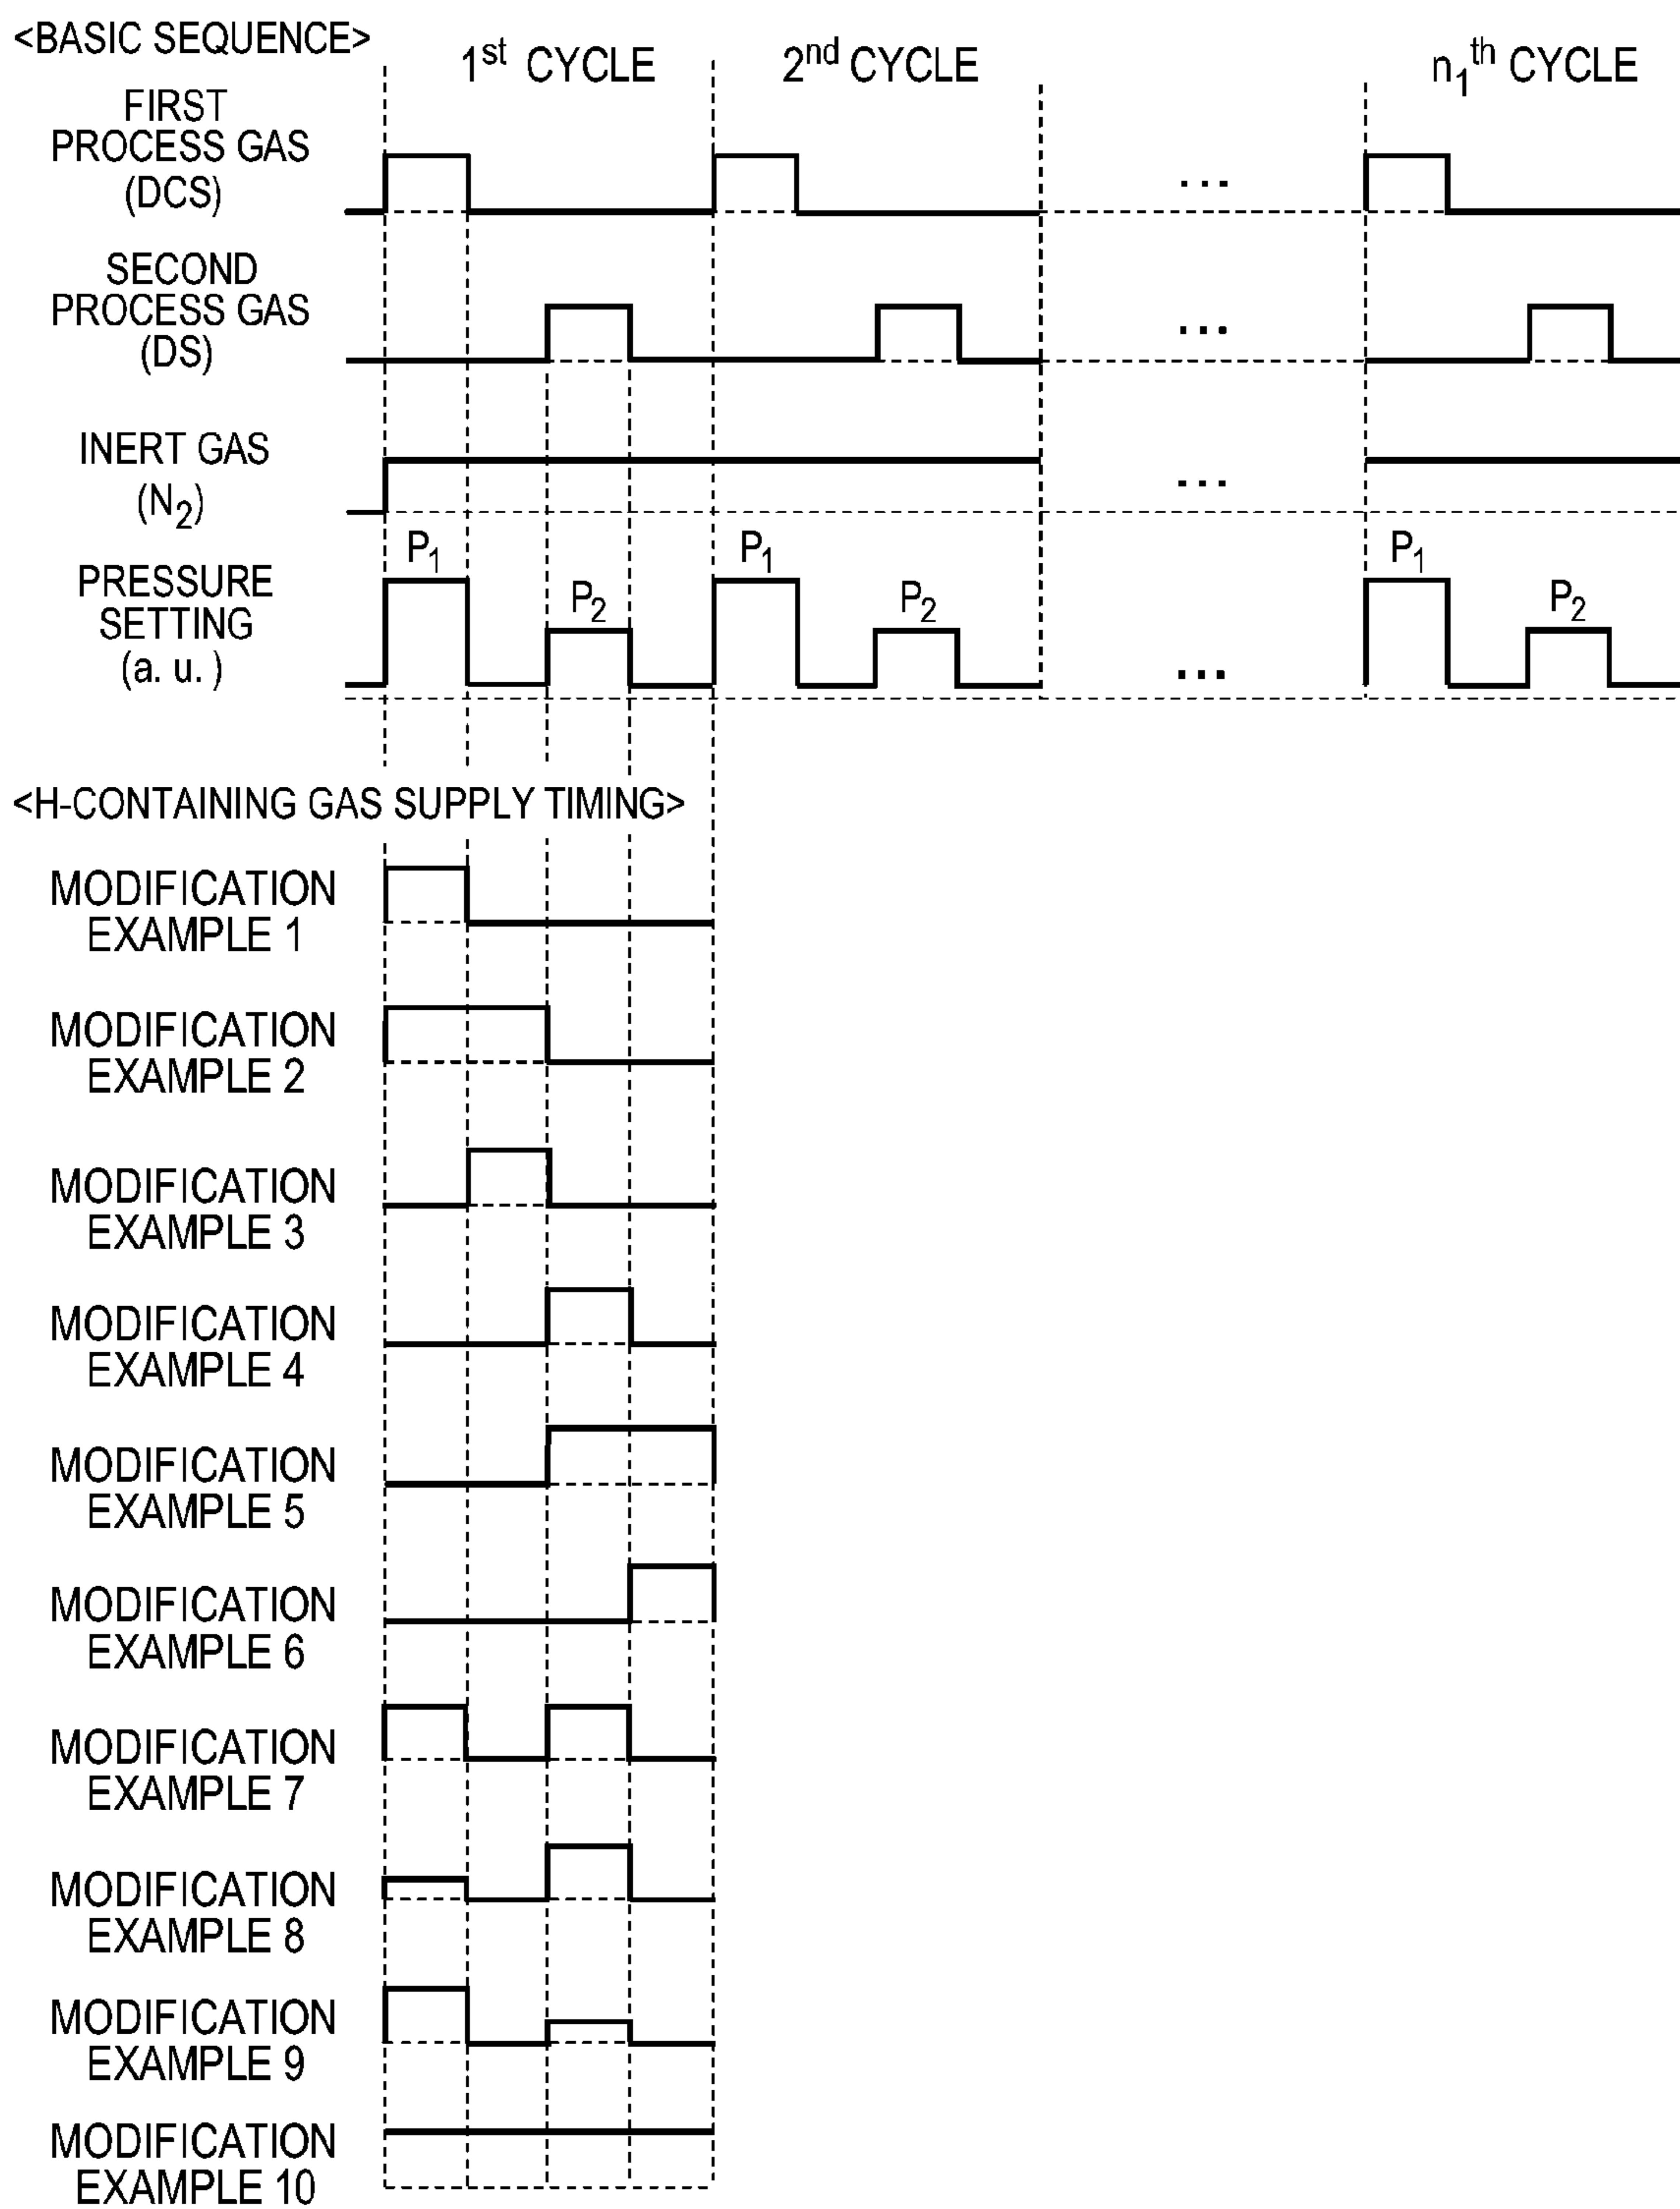 <BASIC SEQUENCE>
1st CYCLE
2nd CYCLE
n1th CYCLE
FIRST
PROCESS GAS
(DCS)
...
SECOND
PROCESS GAS
(DS)
...
INERT GAS
(N2)
...
PRESSURE
SETTING
(a. u. )
P1
P2
P1
P2
...
P1
P2
<H-CONTAINING GAS SUPPLY TIMING>
MODIFICATION
EXAMPLE 1
MODIFICATION
EXAMPLE 2
MODIFICATION
EXAMPLE 3
MODIFICATION
EXAMPLE 4
MODIFICATION
EXAMPLE 5
MODIFICATION
EXAMPLE 6
MODIFICATION
EXAMPLE 7
MODIFICATION
EXAMPLE 8
MODIFICATION
EXAMPLE 9
MODIFICATION
EXAMPLE 10